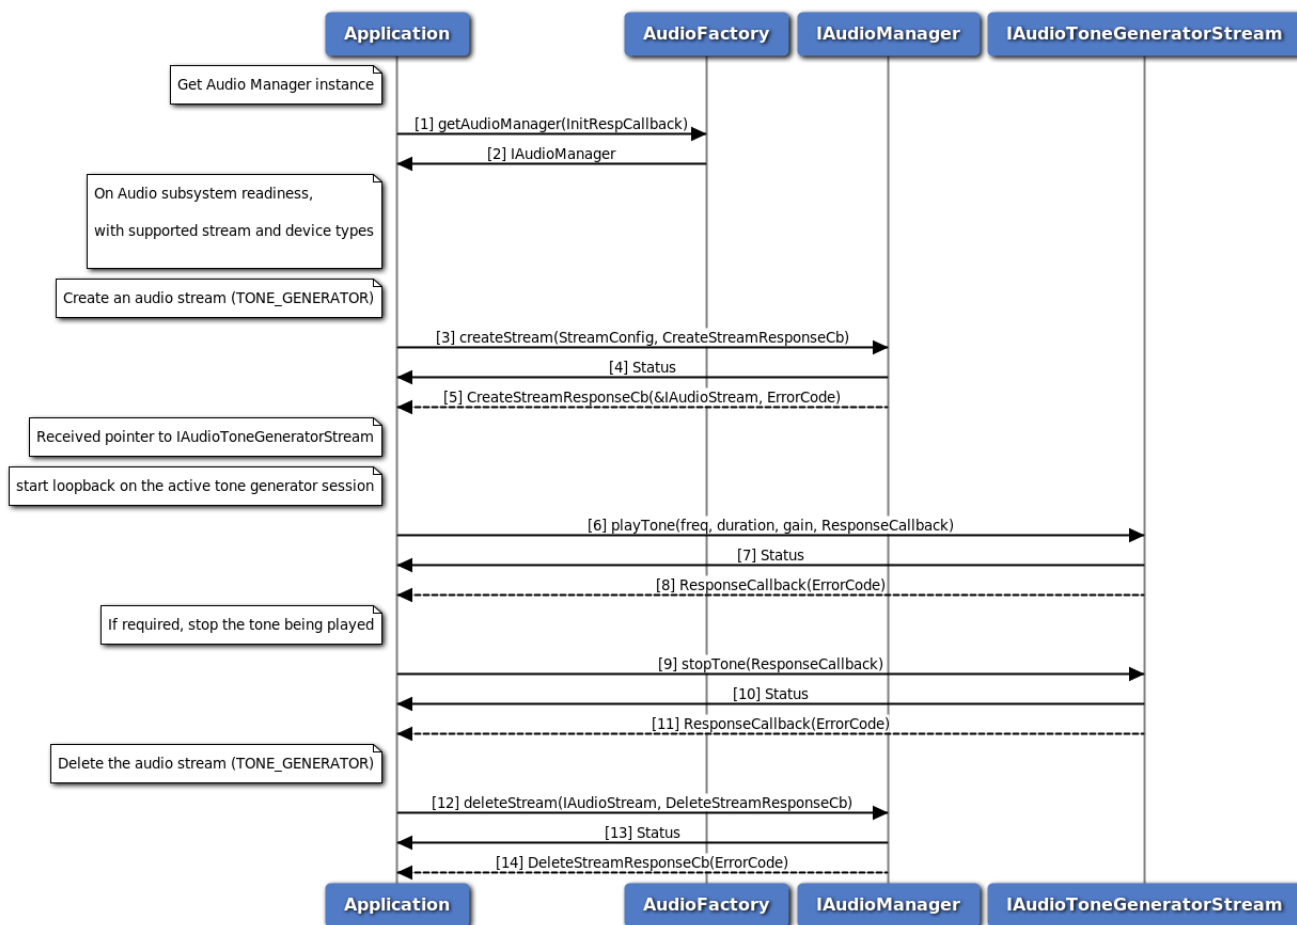 Application
AudioFactory
IAudioManager
IAudioToneGeneratorStream
Get Audio Manager instance
[1] getAudioManager(InitRespCallback)
[2] IAudioManager
On Audio subsystem readiness,
with supported stream and device types
Create an audio stream (TONE_GENERATOR)
[3] createStream(StreamConfig, CreateStreamResponseCb)
[4] Status
[5] CreateStreamResponseCb(&IAudioStream, ErrorCode)
Received pointer to IAudioToneGeneratorStream
start loopback on the active tone generator session
[6] playTone(freq, duration, gain, ResponseCallback)
[7] Status
[8] ResponseCallback(ErrorCode)
If required, stop the tone being played
[9] stopTone(ResponseCallback)
[10] Status
[11] ResponseCallback(ErrorCode)
Delete the audio stream (TONE_GENERATOR)
[12] deleteStream(IAudioStream, DeleteStreamResponseCb)
[13] Status
[14] DeleteStreamResponseCb(ErrorCode)
Application
AudioFactory
IAudioManager
IAudioToneGeneratorStream